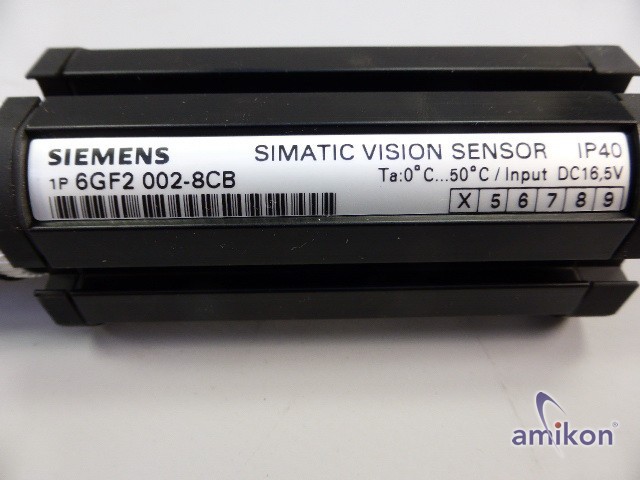 SIEMENS SIMATIC VISION SENSOR IP40
1P 6GF2 002-8CB Ta:0°C...50°C / Input DC16,5V
X 5 6 7 8 9
amikon